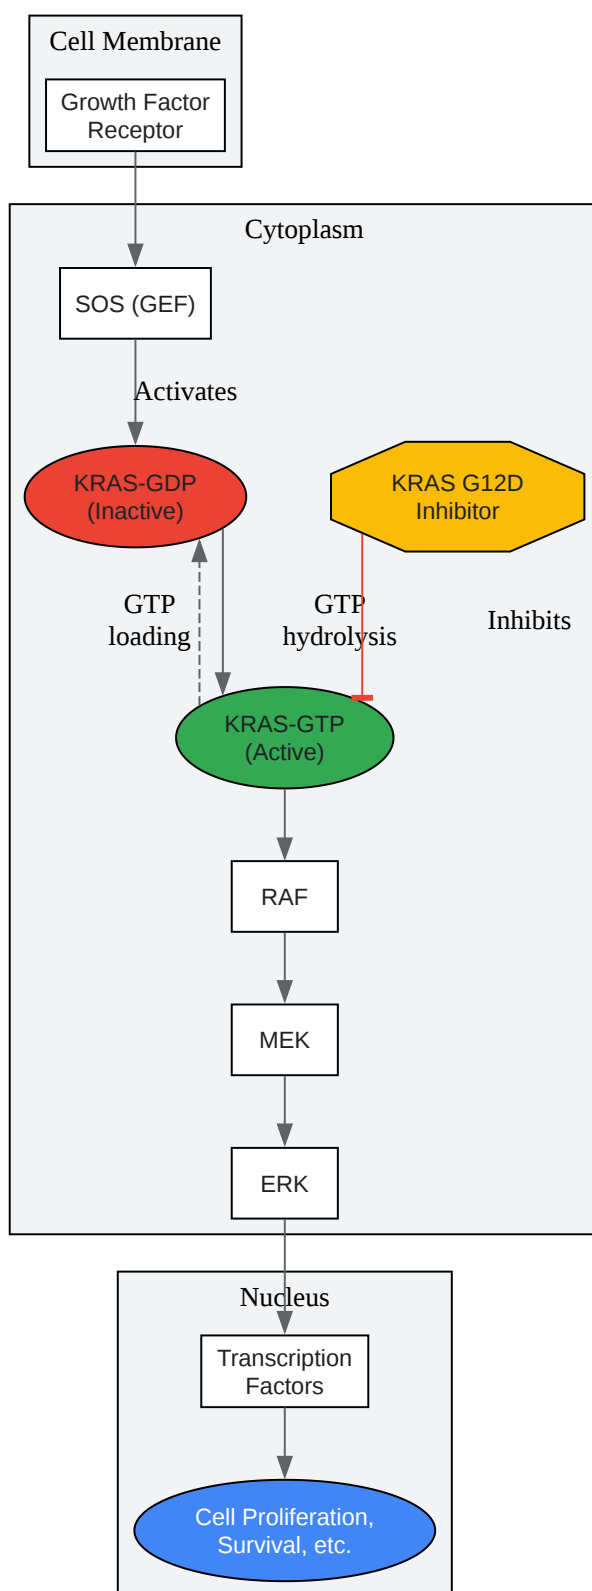 Cell Membrane
Growth Factor
Receptor
Cytoplasm
SOS (GEF)
Activates
KRAS-GDP
(Inactive)
KRAS G12D
Inhibitor
GTP
loading
GTP
hydrolysis
Inhibits
KRAS-GTP
(Active)
RAF
MEK
ERK
Nucleus
Transcription
Factors
Cell Proliferation,
Survival, etc.